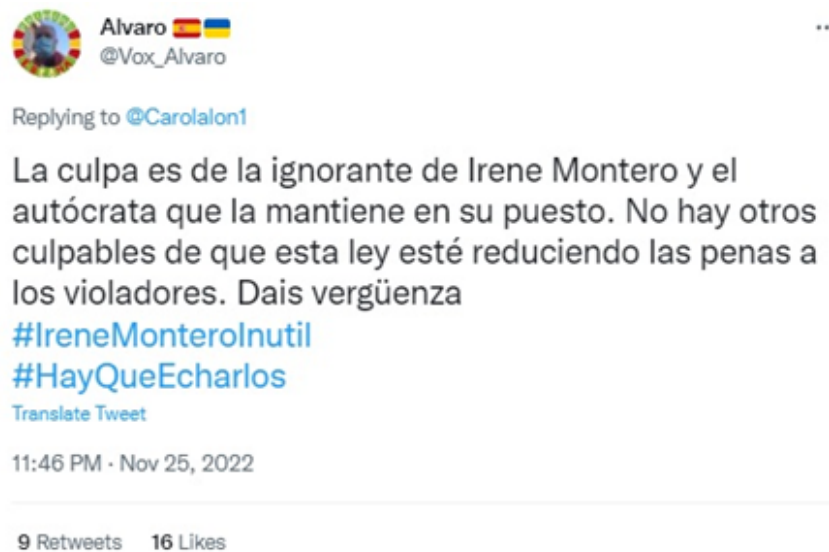 Alvaro 🇪🇸🇺🇦
@Vox_Alvaro
Replying to @Carolalon1
La culpa es de la ignorante de Irene Montero y el
autócrata que la mantiene en su puesto. No hay otros
culpables de que esta ley esté reduciendo las penas a
los violadores. Dais vergüenza
#IreneMonteroInutil
#HayQueEcharlos
Translate Tweet
11:46 PM · Nov 25, 2022
9 Retweets 16 Likes